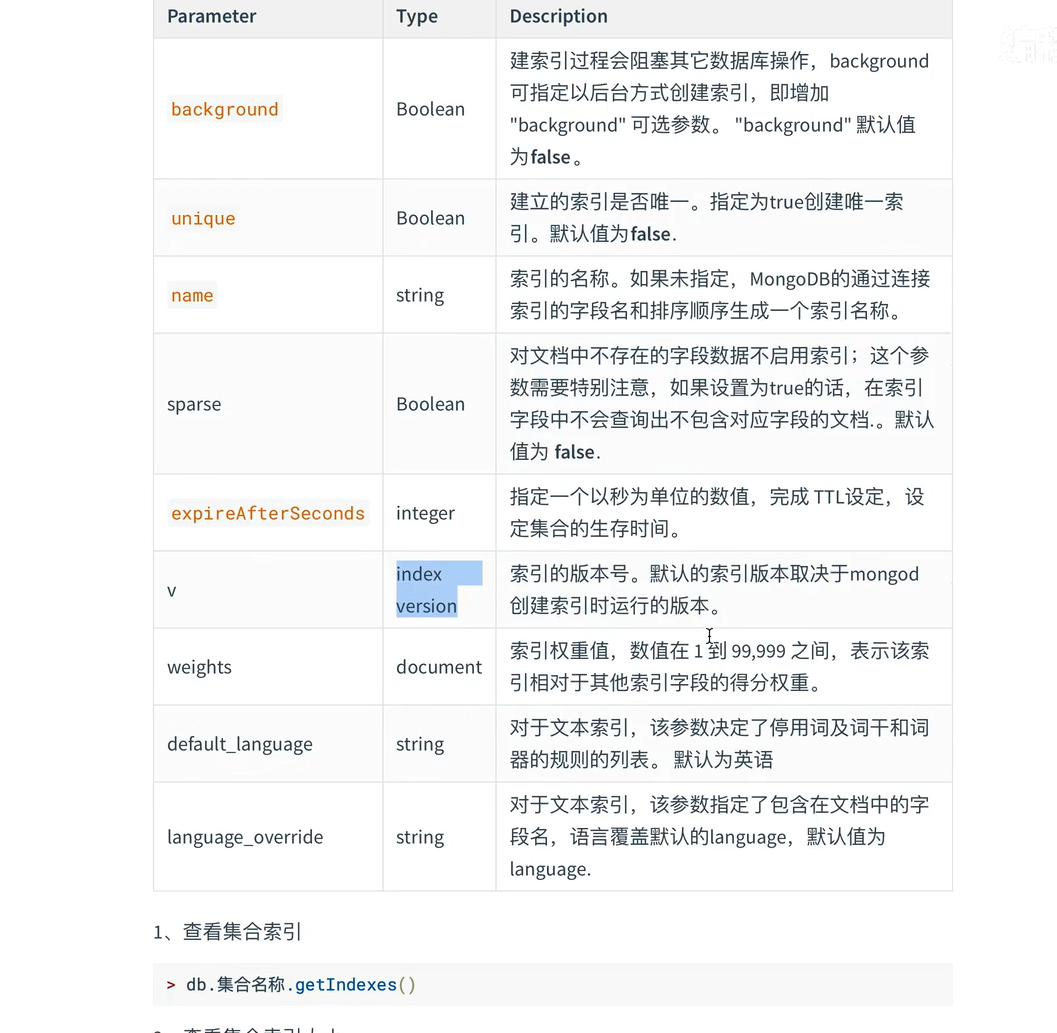 Parameter Type Description
建索引过程会阻塞其它数据库操作，background
background Boolean 可指定以后台方式创建索引，即增加
"background" 可选参数。 "background" 默认值
为false 。
unique Boolean 建立的索引是否唯一。指定为true创建唯一索
引。默认值为false.
name string 索引的名称。如果未指定，MongoDB的通过连接
索引的字段名和排序顺序生成一个索引名称。
对文档中不存在的字段数据不启用索引；这个参
sparse Boolean 数需要特别注意，如果设置为true的话，在索引
字段中不会查询出不包含对应字段的文档.。默认
值为 false.
expireAfterSeconds integer 指定一个以秒为单位的数值，完成 TTL设定，设
定集合的生存时间。
v index 索引的版本号。默认的索引版本取决于mongod
version 创建索引时运行的版本。
weights document 索引权重值，数值在 1 到 99,999 之间，表示该索
引相对于其他索引字段的得分权重。
default_language string 对于文本索引，该参数决定了停用词及词干和词
器的规则的列表。 默认为英语
对于文本索引，该参数指定了包含在文档中的字
language_override string 段名，语言覆盖默认的language，默认值为
language.
1、查看集合索引
> db.集合名称.getIndexes()